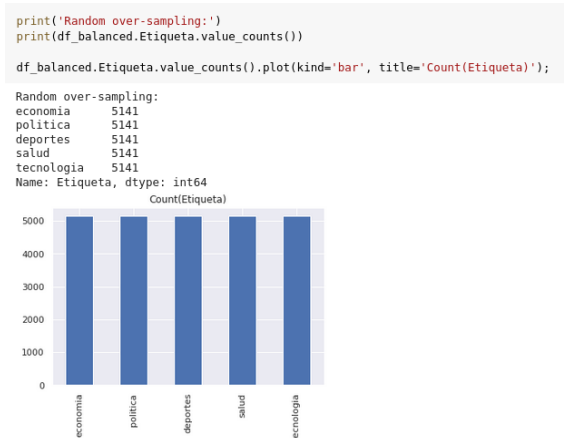 print('Random over-sampling:')
print(df_balanced.Etiqueta.value_counts())
df_balanced.Etiqueta.value_counts().plot(kind='bar', title='Count(Etiqueta)');
Random over-sampling:
economia      5141
politica      5141
deportes      5141
salud         5141
tecnologia    5141
Name: Etiqueta, dtype: int64
Count(Etiqueta)
5000
4000
3000
2000
1000
0
economia
politica
deportes
salud
ecnologia